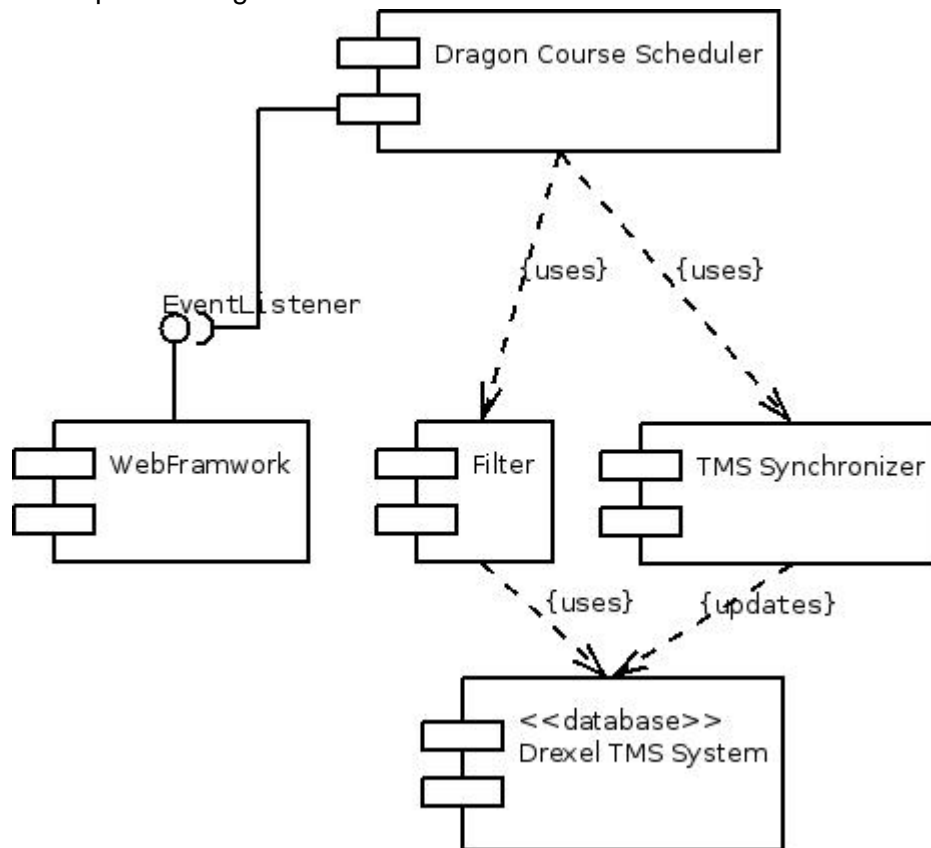 Dragon Course Scheduler
{uses}
{uses}
EventListener
WebFramwork
Filter
TMS Synchronizer
{uses}
{updates}
<<database>>
Drexel TMS System